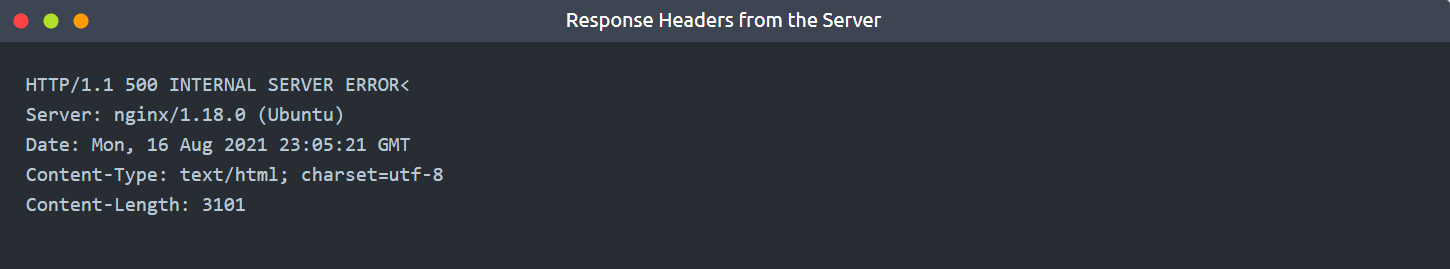 Response Headers from the Server
HTTP/1.1 500 INTERNAL SERVER ERROR<
Server: nginx/1.18.0 (Ubuntu)
Date: Mon, 16 Aug 2021 23:05:21 GMT
Content-Type: text/html; charset=utf-8
Content-Length: 3101